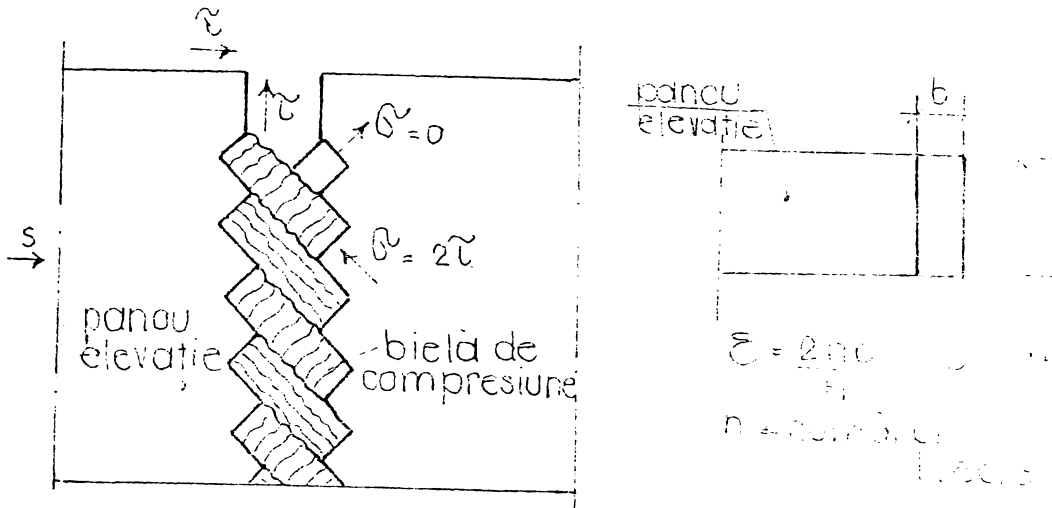 τ
τ
σ=0
S
σ=2τ
panou
elevație
bielă de
compresiune
panou
elevație
b